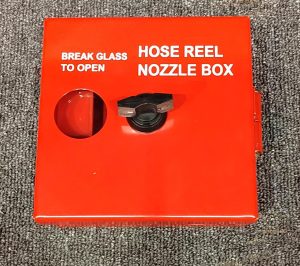 BREAK GLASS
TO OPEN
HOSE REEL
NOZZLE BOX